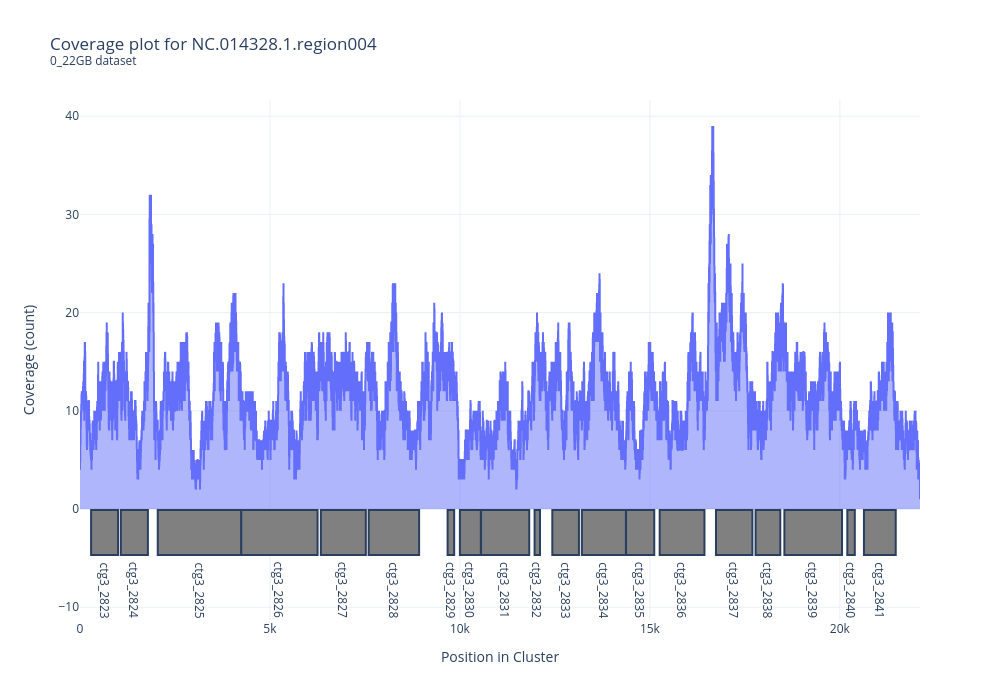 Coverage plot for NC.014328.1.region004
0_22GB dataset
40
30
20
10
0
−10
Coverage (count)
ctg3_2823
ctg3_2824
ctg3_2825
ctg3_2826
ctg3_2827
ctg3_2828
ctg3_2829
ctg3_2830
ctg3_2831
ctg3_2832
ctg3_2833
ctg3_2834
ctg3_2835
ctg3_2836
ctg3_2837
ctg3_2838
ctg3_2839
ctg3_2840
ctg3_2841
0 5k 10k 15k 20k
Position in Cluster